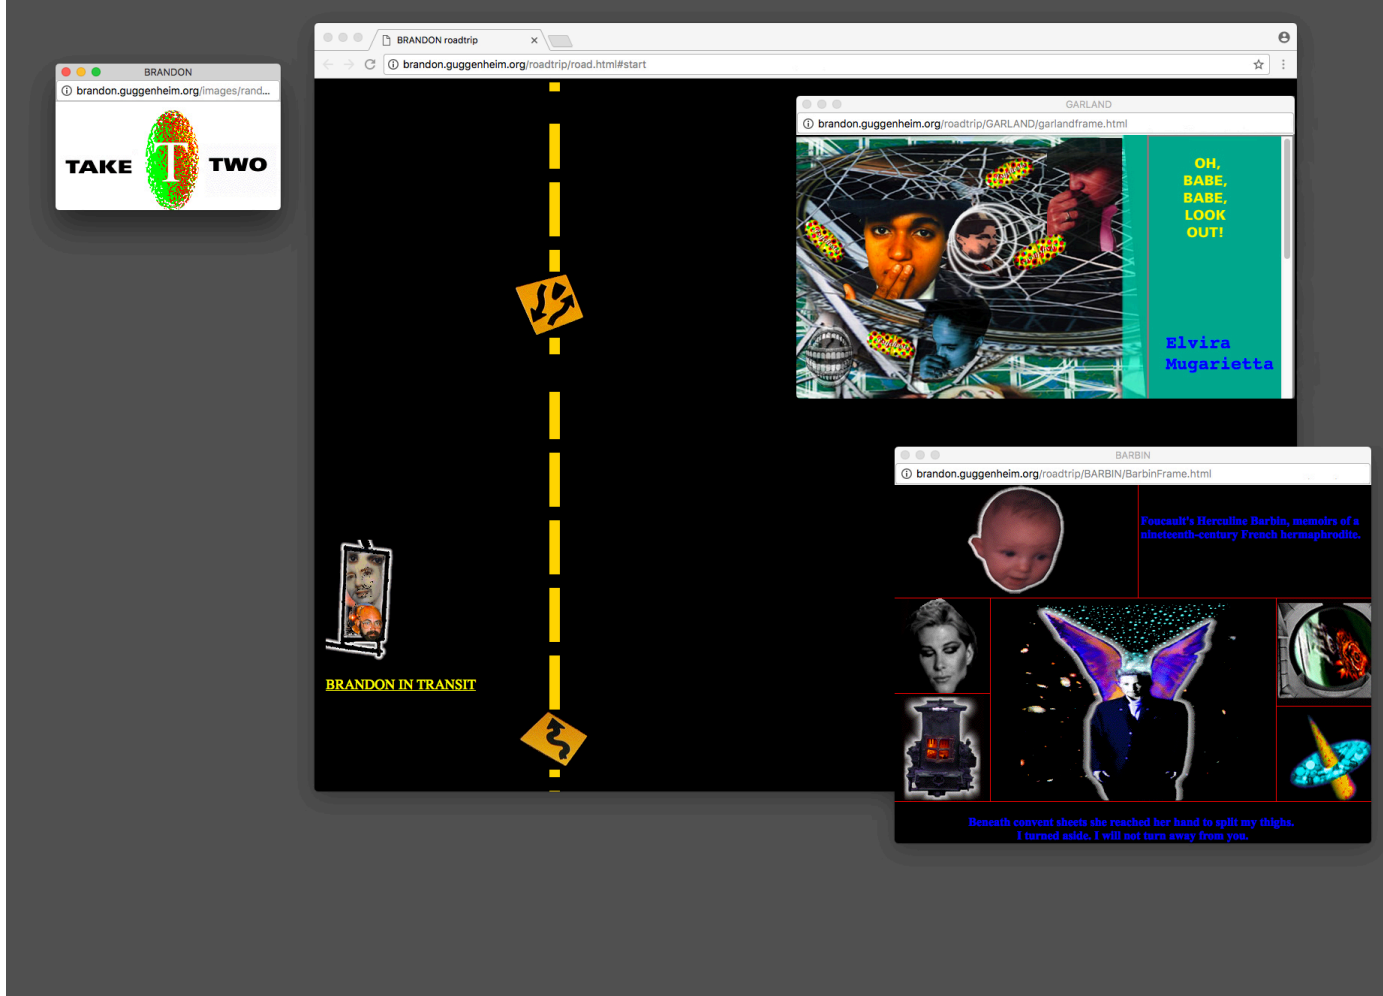 BRANDON
brandon.guggenheim.org/images/rand...
TAKE T TWO
BRANDON roadtrip
brandon.guggenheim.org/roadtrip/road.html#start
BRANDON IN TRANSIT
GARLAND
brandon.guggenheim.org/roadtrip/GARLAND/garlandframe.html
OH,
BABE,
BABE,
LOOK
OUT!
Elvira
Mugarietta
BARBIN
brandon.guggenheim.org/roadtrip/BARBIN/BarbinFrame.html
Foucault's Herculine Barbin, memoirs of a
nineteenth-century French hermaphrodite.
Beneath convent sheets she reached her hand to split my thighs.
I turned aside. I will not turn away from you.